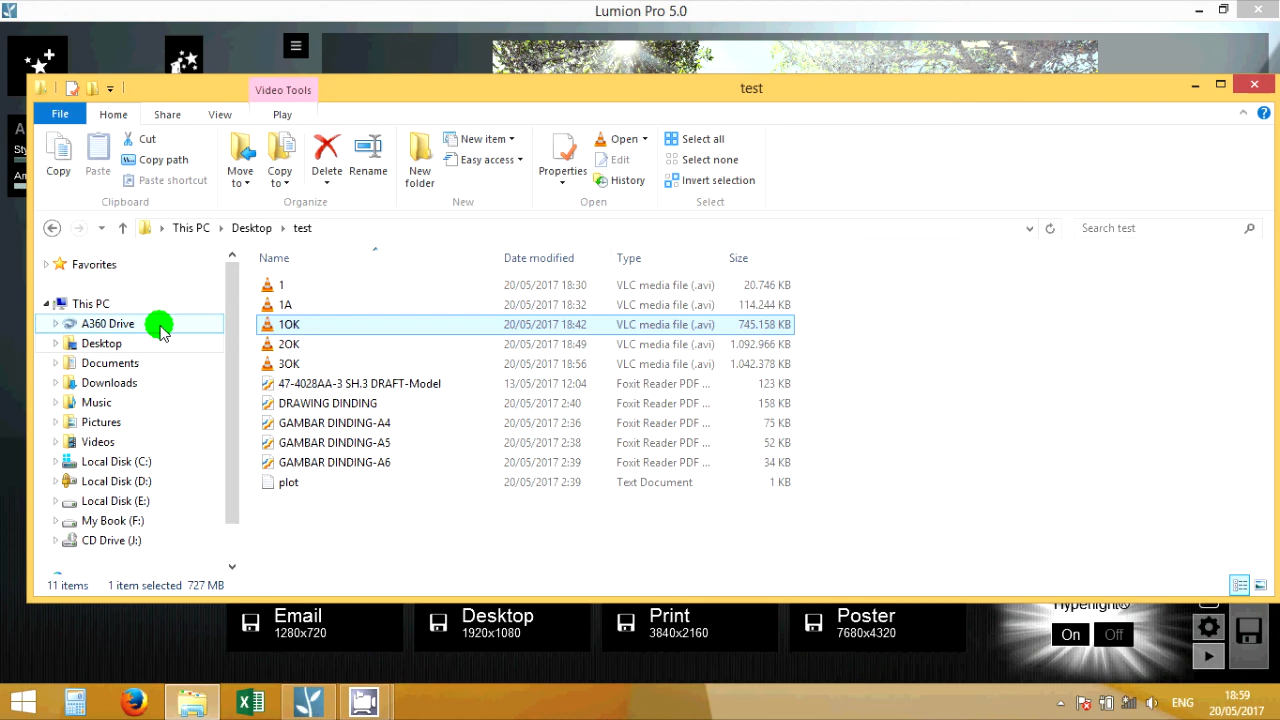 Lumion Pro 5.0
Video Tools
test
File
Home
Share
View
Play
Copy
Paste
Cut
Copy path
Paste shortcut
Clipboard
Move to
Copy to
Delete
Rename
Organize
New folder
New item
Easy access
New
Properties
Open
Edit
History
Open
Select all
Select none
Invert selection
Select
This PC
Desktop
test
Search test
Favorites
This PC
A360 Drive
Desktop
Documents
Downloads
Music
Pictures
Videos
Local Disk (C:)
Local Disk (D:)
Local Disk (E:)
My Book (F:)
CD Drive (J:)
Name Date modified Type Size
1 20/05/2017 18:30 VLC media file (.avi) 20.746 KB
1A 20/05/2017 18:32 VLC media file (.avi) 114.244 KB
1OK 20/05/2017 18:42 VLC media file (.avi) 745.158 KB
2OK 20/05/2017 18:49 VLC media file (.avi) 1.092.966 KB
3OK 20/05/2017 18:56 VLC media file (.avi) 1.042.378 KB
47-4028AA-3 SH.3 DRAFT-Model 13/05/2017 12:04 Foxit Reader PDF ... 123 KB
DRAWING DINDING 20/05/2017 2:40 Foxit Reader PDF ... 158 KB
GAMBAR DINDING-A4 20/05/2017 2:36 Foxit Reader PDF ... 75 KB
GAMBAR DINDING-A5 20/05/2017 2:38 Foxit Reader PDF ... 52 KB
GAMBAR DINDING-A6 20/05/2017 2:39 Foxit Reader PDF ... 34 KB
plot 20/05/2017 2:39 Text Document 1 KB
11 items 1 item selected 727 MB
Email
1280x720
Desktop
1920x1080
Print
3840x2160
Poster
7680x4320
Hyperlight®
On Off
ENG
18:59
20/05/2017